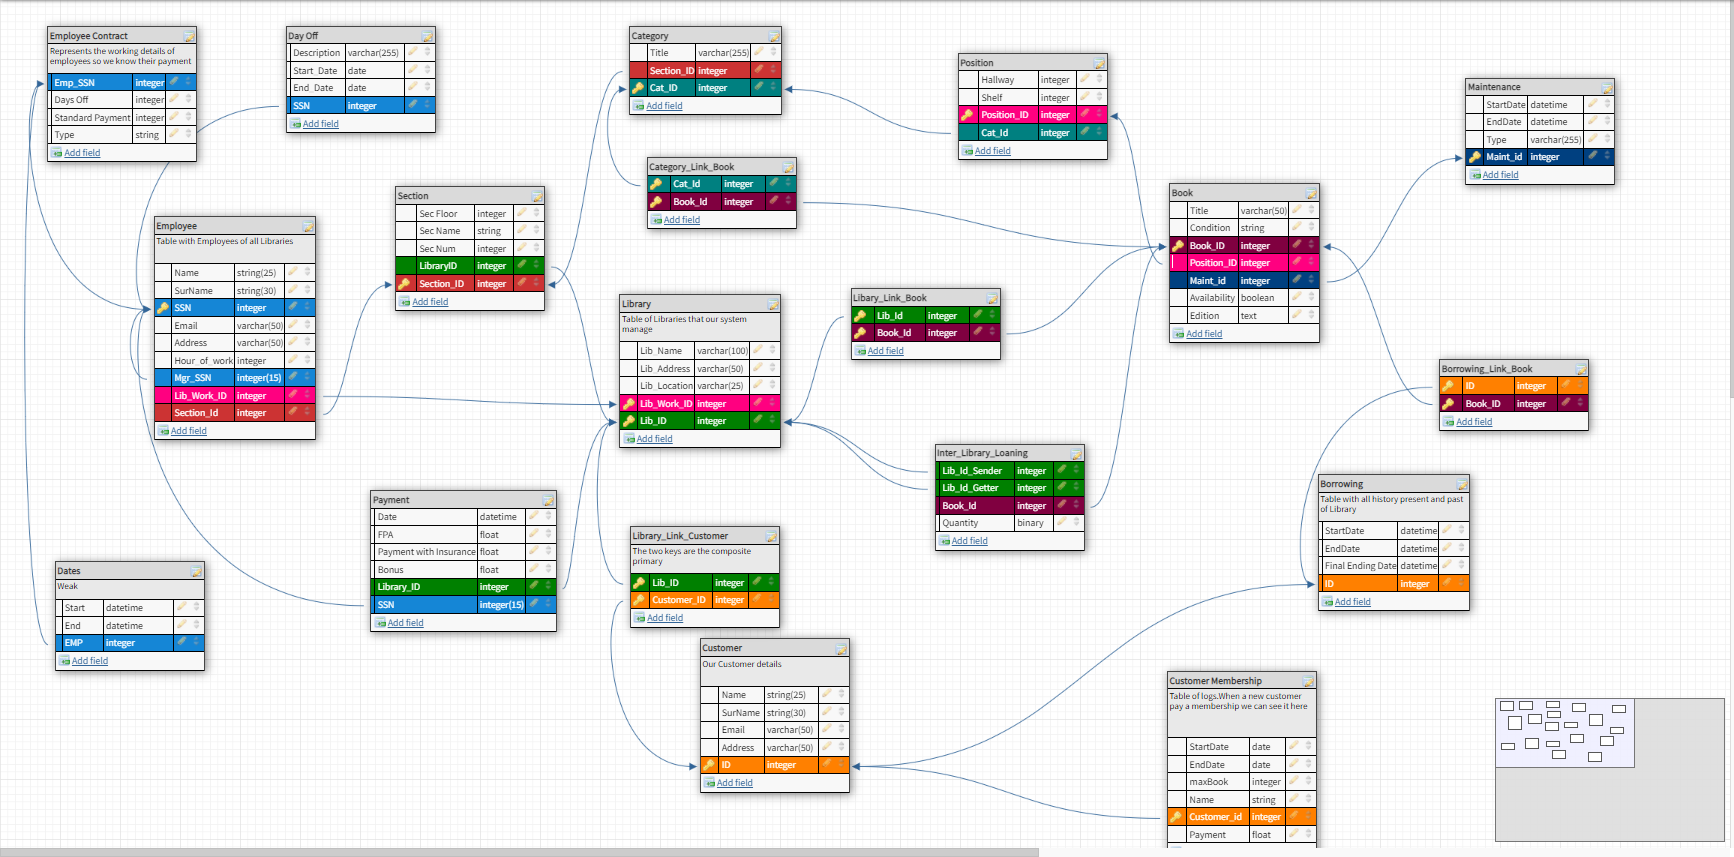 Employee Contract
Represents the working details of
employees so we know their payment
Emp_SSN integer
Days Off integer
Standard Payment integer
Type string
Add field
Day Off
Description varchar(255)
Start_Date date
End_Date date
SSN integer
Add field
Category
Title varchar(255)
Section_ID integer
Cat_ID integer
Add field
Position
Hallway integer
Shelf integer
Position_ID integer
Cat_Id integer
Add field
Maintenance
StartDate datetime
EndDate datetime
Type varchar(255)
Maint_id integer
Add field
Category_Link_Book
Cat_Id integer
Book_Id integer
Add field
Section
Sec Floor integer
Sec Name string
Sec Num integer
LibraryID integer
Section_ID integer
Add field
Book
Title varchar(50)
Condition string
Book_ID integer
Position_ID integer
Maint_id integer
Availability boolean
Edition text
Add field
Employee
Table with Employees of all Libraries
Name string(25)
SurName string(30)
SSN integer
Email varchar(50)
Address varchar(50)
Hour_of_work integer
Mgr_SSN integer(15)
Lib_Work_ID integer
Section_Id integer
Add field
Library
Table of Libraries that our system
manage
Lib_Name varchar(100)
Lib_Address varchar(50)
Lib_Location varchar(25)
Lib_Work_ID integer
Lib_ID integer
Add field
Libary_Link_Book
Lib_Id integer
Book_Id integer
Add field
Borrowing_Link_Book
ID integer
Book_ID integer
Add field
Inter_Library_Loaning
Lib_Id_Sender integer
Lib_Id_Getter integer
Book_Id integer
Quantity binary
Add field
Borrowing
Table with all history present and past
of Library
StartDate datetime
EndDate datetime
Final Ending Date datetime
ID integer
Add field
Payment
Date datetime
FPA float
Payment with Insurance float
Bonus float
Library_ID integer
SSN integer(15)
Add field
Library_Link_Customer
The two keys are the composite
primary
Lib_ID integer
Customer_ID integer
Add field
Dates
Weak
Start datetime
End datetime
EMP integer
Add field
Customer
Our Customer details
Name string(25)
SurName string(30)
Email varchar(50)
Address varchar(50)
ID integer
Add field
Customer Membership
Table of logs.When a new customer
pay a membership we can see it here
StartDate date
EndDate date
maxBook integer
Name string
Customer_id integer
Payment float